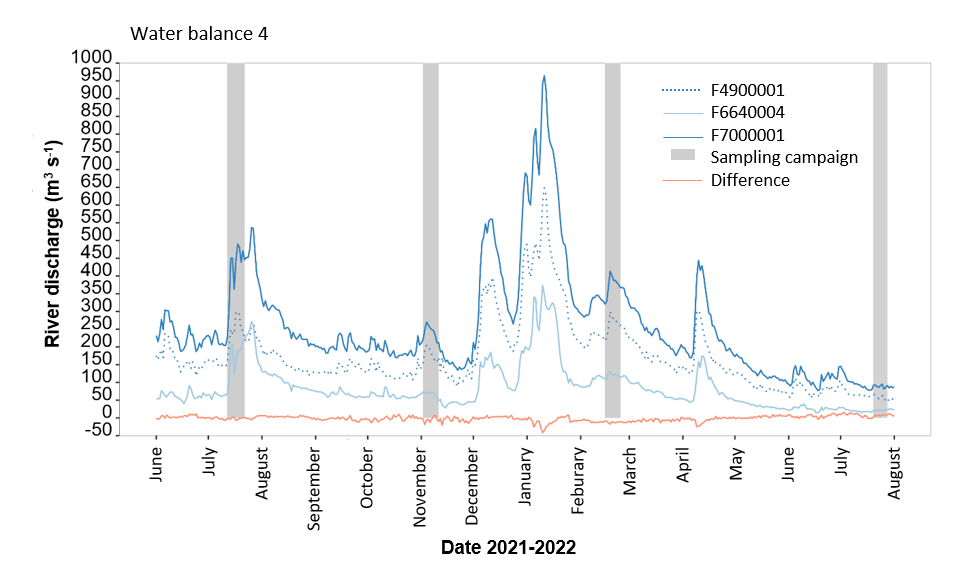 Water balance 4
1000
950
900
850
800
750
700
650
600
550
500
450
400
350
300
250
200
150
100
50
0
-50
River discharge (m³ s⁻¹)
F4900001
F6640004
F7000001
Sampling campaign
Difference
June
July
August
September
October
November
December
January
Feburary
March
April
May
June
July
August
Date 2021-2022